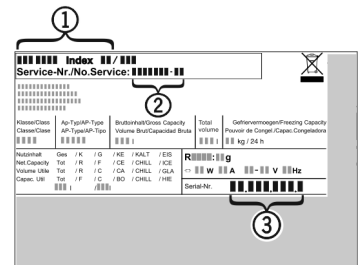 1
Index /
Service-Nr./No.Service: -
2
Klasse/Class Ap-Typ/AP-Type Bruttoinhalt/Gross Capacity Total Gefriervermoegen/Freezing Capacity
Classe/Clase AP-Type/AP-Tipo Volume Brut/Capacidad Bruta volume Pouvoir de Congel./Capac.Congeladora
l l kg / 24 h
Nutzinhalt Ges / K / G / KE / KALT / EIS
Net.Capacity Tot / R / F / CE / CHILL / ICE
Volume Utile Tot / R / C / CA / CHILL / GLA
Capac. Util Tot / F / C / BO / CHILL / HIE
l / l
R : g
W A - V Hz
Serial-Nr. . . .
3